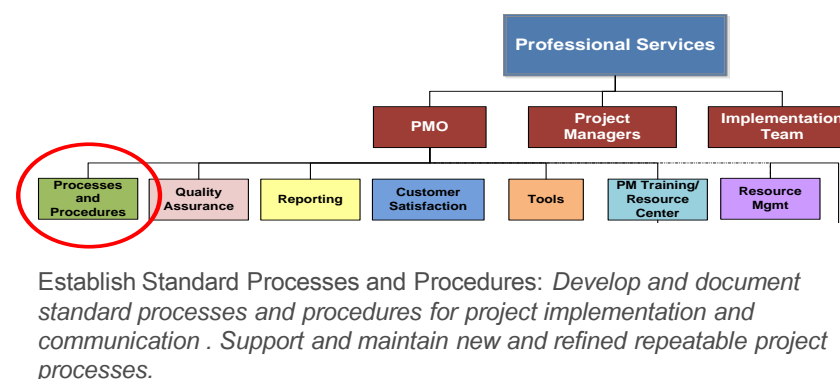 Professional Services
PMO
Project
Managers
Implementation
Team
Processes
and
Procedures
Quality
Assurance
Reporting
Customer
Satisfaction
Tools
PM Training/
Resource
Center
Resource
Mgmt
Establish Standard Processes and Procedures: Develop and document
standard processes and procedures for project implementation and
communication . Support and maintain new and refined repeatable project
processes.